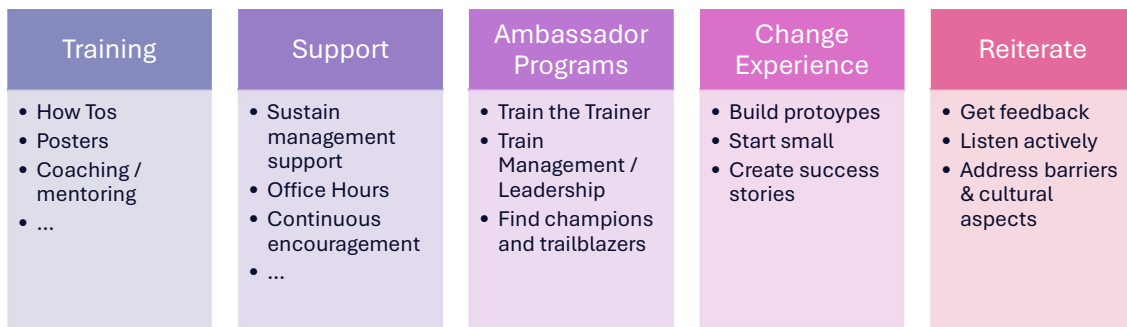 Training
• How Tos
• Posters
• Coaching /
mentoring
• ...
Support
• Sustain
management
support
• Office Hours
• Continuous
encouragement
• ...
Ambassador
Programs
• Train the Trainer
• Train
Management /
Leadership
• Find champions
and trailblazers
Change
Experience
• Build protoypes
• Start small
• Create success
stories
Reiterate
• Get feedback
• Listen actively
• Address barriers
& cultural
aspects